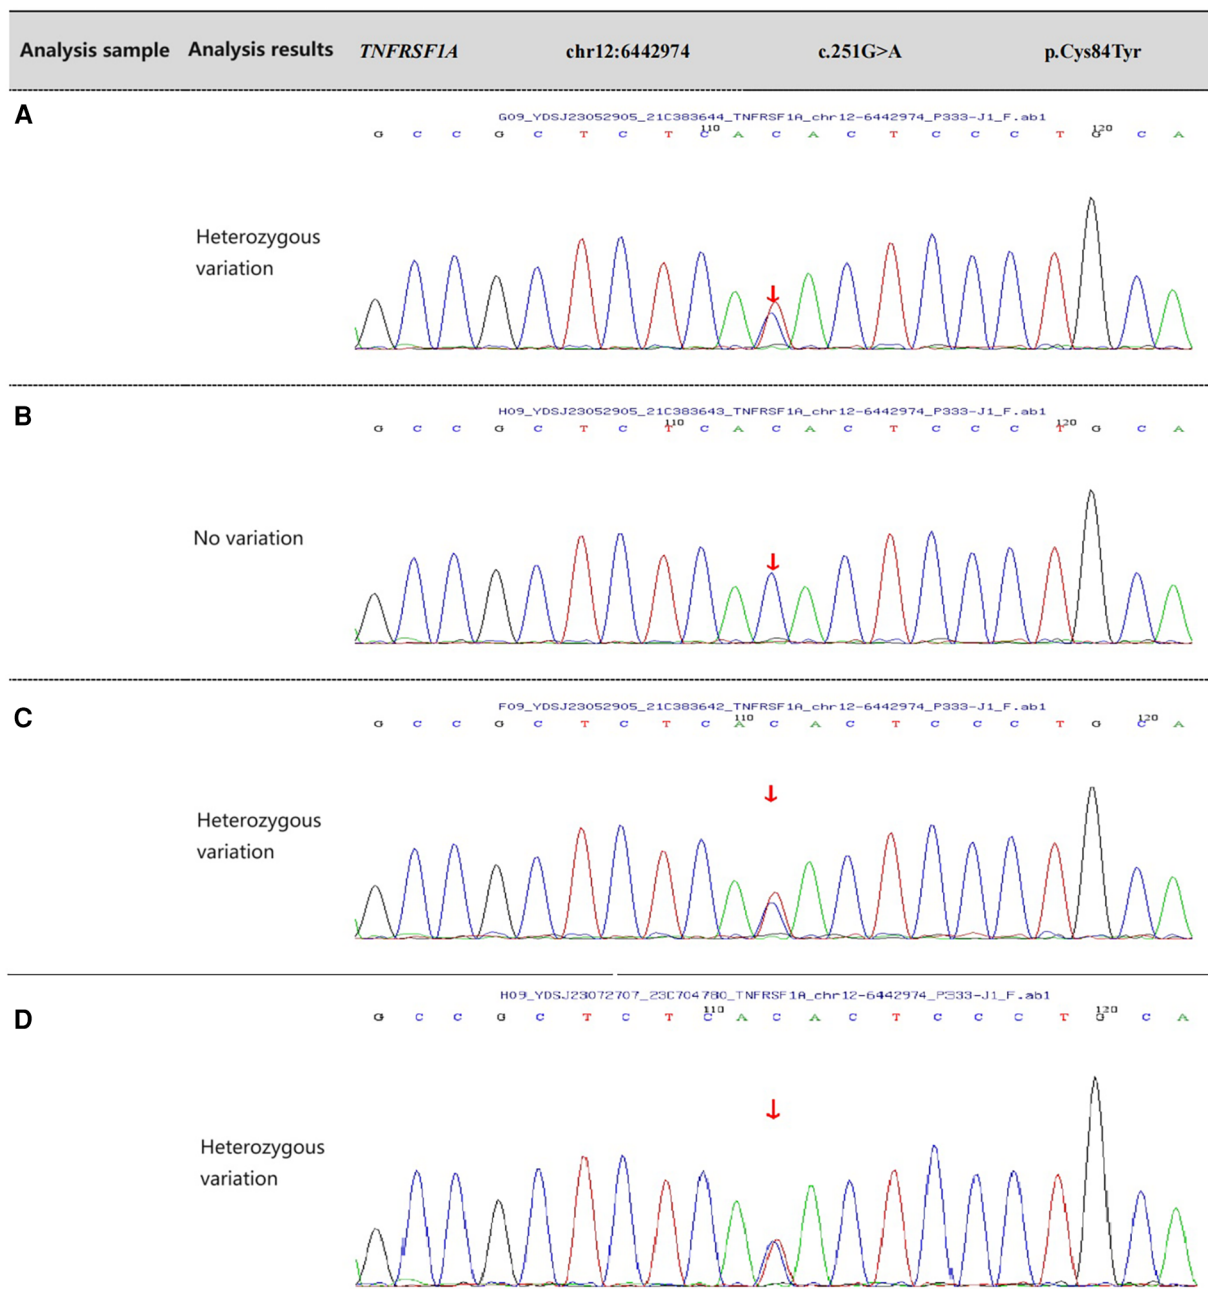 Analysis sample Analysis results TNFRSF1A chr12:6442974 c.251G>A p.Cys84Tyr
A
G09_YDSJ23052905_21C383644_TNFRSF1A_chr12-6442974_P333-J1_F.ab1
110 120
G C C G C T C T C A C A C T C C C T G C A
Heterozygous
variation
B
H09_YDSJ23052905_21C383643_TNFRSF1A_chr12-6442974_P333-J1_F.ab1
110 120
G C C G C T C T C A C A C T C C C T G C A
No variation
C
F09_YDSJ23052905_21C383642_TNFRSF1A_chr12-6442974_P333-J1_F.ab1
110 120
G C C G C T C T C A C A C T C C C T G C A
Heterozygous
variation
D
H09_YDSJ23072707_23C704780_TNFRSF1A_chr12-6442974_P333-J1_F.ab1
110 120
G C C G C T C T C A C A C T C C C T G C A
Heterozygous
variation